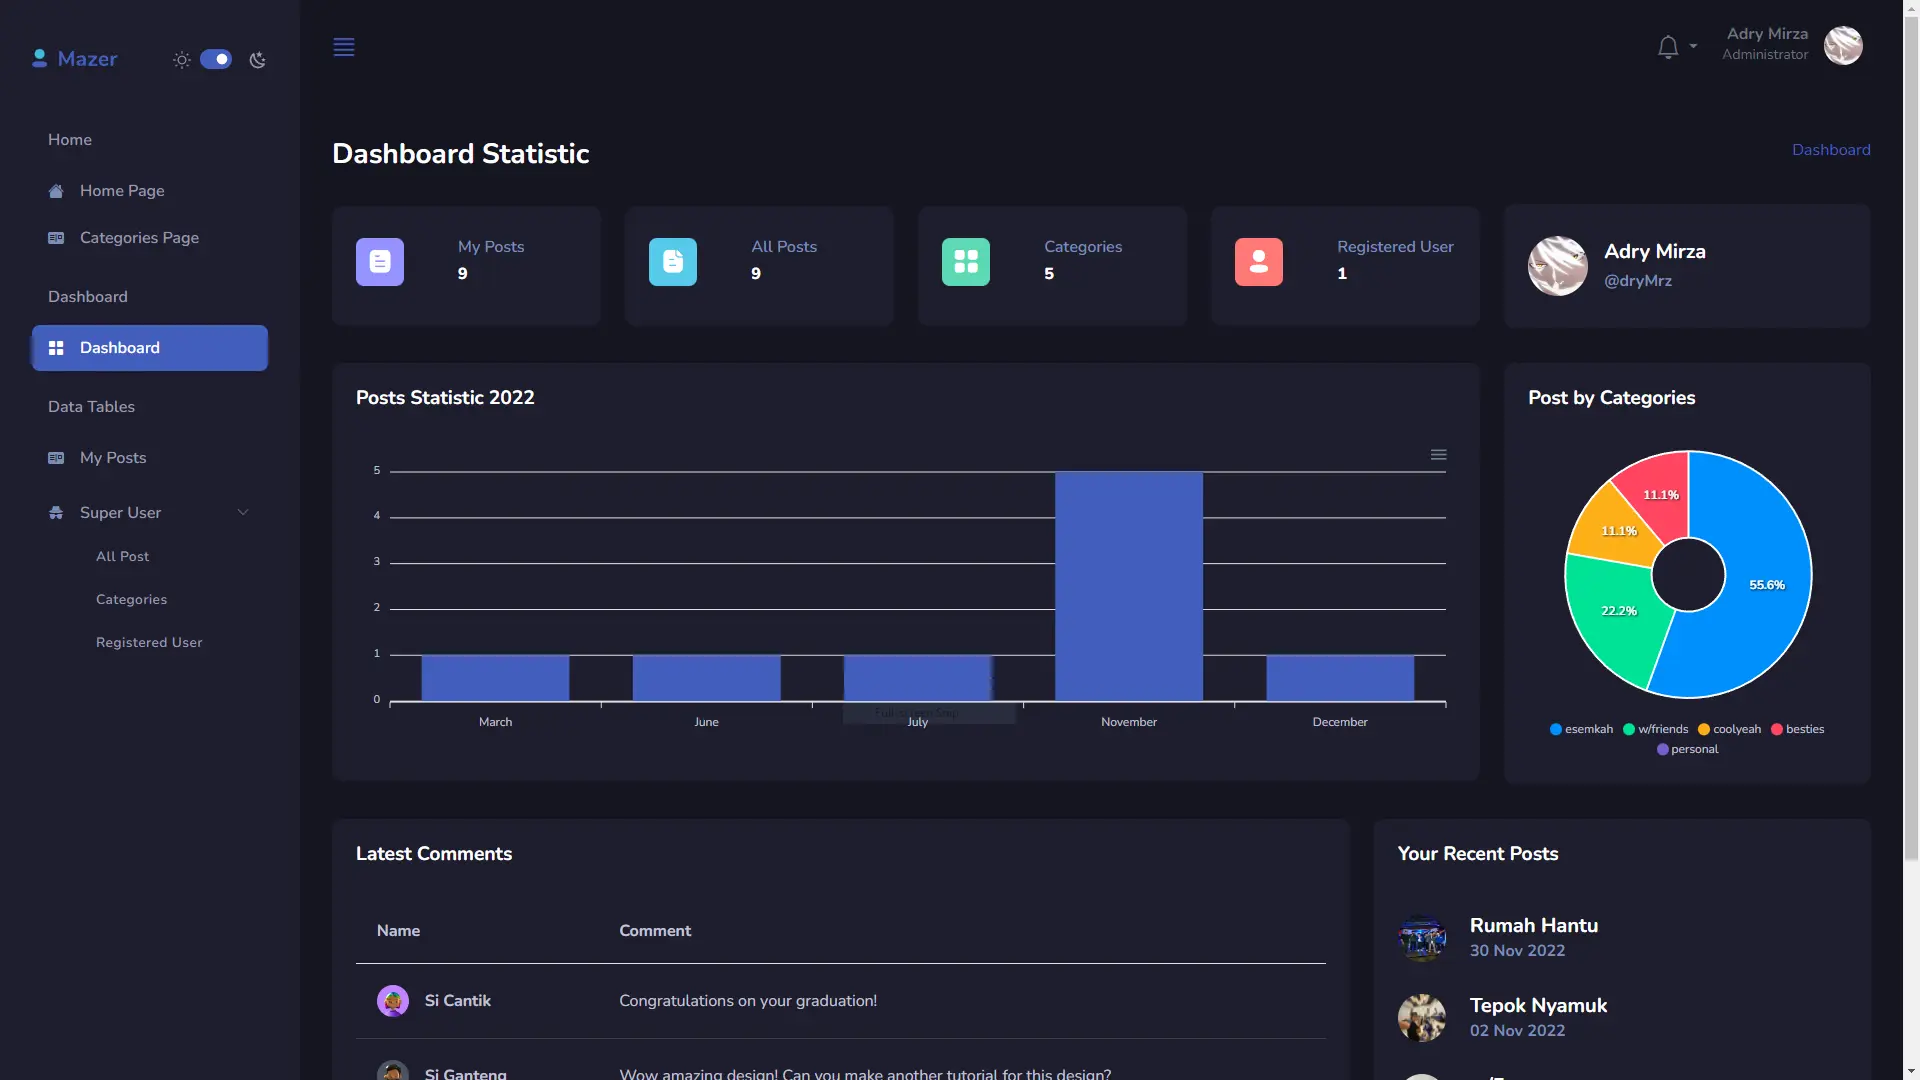 Mazer
Home
Home Page
Categories Page
Dashboard
Dashboard
Data Tables
My Posts
Super User
All Post
Categories
Registered User
Adry Mirza
Administrator
Dashboard Statistic
Dashboard
My Posts
9
All Posts
9
Categories
5
Registered User
1
Adry Mirza
@dryMrz
Posts Statistic 2022
5
4
3
2
1
0
March
June
July
November
December
Post by Categories
11.1%
11.1%
55.6%
22.2%
esemkah w/friends coolyeah besties
personal
Latest Comments
Name Comment
Si Cantik Congratulations on your graduation!
Si Ganteng Wow amazing design! Can you make another tutorial for this design?
Your Recent Posts
Rumah Hantu
30 Nov 2022
Tepok Nyamuk
02 Nov 2022